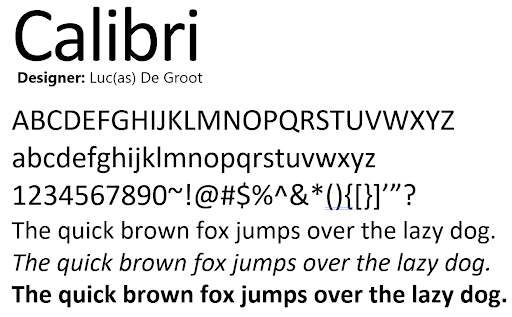 Calibri
Designer: Luc(as) De Groot
ABCDEFGHIJKLMNOPQRSTUVWXYZ
abcdefghijklmnopqrstuvwxyz
1234567890~!@#$%^&*(){[}]’”?
The quick brown fox jumps over the lazy dog.
The quick brown fox jumps over the lazy dog.
The quick brown fox jumps over the lazy dog.